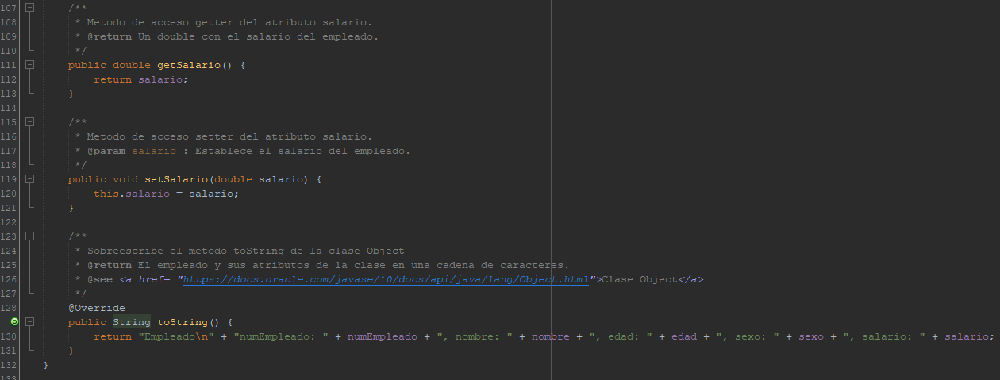 107 /**
108 * Metodo de acceso getter del atributo salario.
109 * @return Un double con el salario del empleado.
110 */
111 public double getSalario() {
112 return salario;
113 }
114
115 /**
116 * Metodo de acceso setter del atributo salario.
117 * @param salario : Establece el salario del empleado.
118 */
119 public void setSalario(double salario) {
120 this.salario = salario;
121 }
122
123 /**
124 * Sobreescribe el metodo toString de la clase Object
125 * @return El empleado y sus atributos de la clase en una cadena de caracteres.
126 * @see <a href= "https://docs.oracle.com/javase/10/docs/api/java/lang/Object.html">Clase Object</a>
127 */
128 @Override
public String toString() {
130 return "Empleado\n" + "numEmpleado: " + numEmpleado + ", nombre: " + nombre + ", edad: " + edad + ", sexo: " + sexo + ", salario: " + salario;
131 }
132 }
133